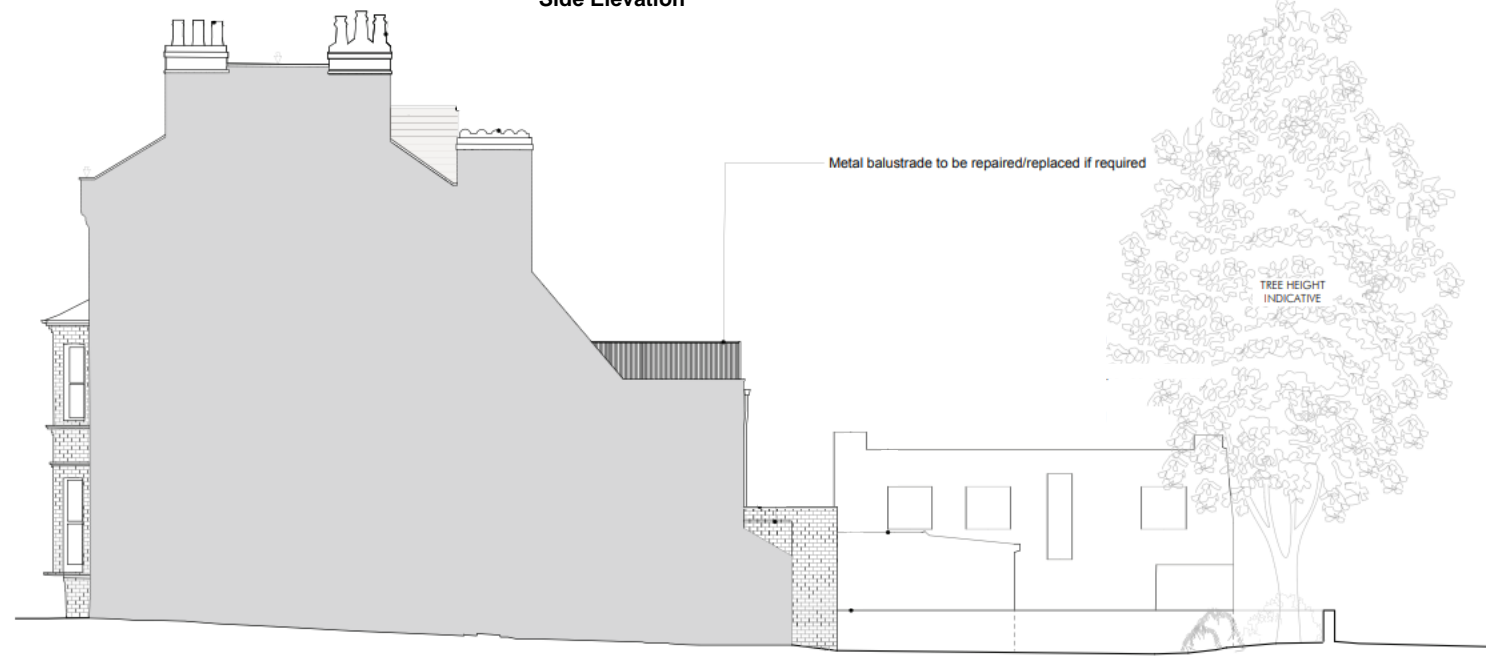 Side Elevation
Metal balustrade to be repaired/replaced if required
TREE HEIGHT
INDICATIVE